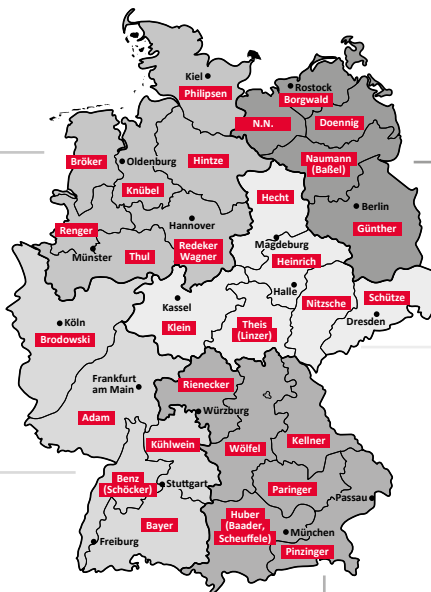 Kiel
Philipsen
Rostock
Borgwald
N.N.
Doennig
Bröker
Oldenburg
Hintze
Naumann
(Baßel)
Knübel
Hecht
Berlin
Renger
Hannover
Günther
Münster
Thul
Redeker
Wagner
Magdeburg
Heinrich
Halle
Nitzsche
Schütze
Kassel
Klein
Theis
(Linzer)
Dresden
Köln
Brodowski
Frankfurt
am Main
Rienecker
Adam
Würzburg
Kühlwein
Wölfel
Kellner
Benz
(Schöcker)
Stuttgart
Paringer
Passau
Bayer
Huber
(Baader,
Scheuffele)
München
Freiburg
Pinzinger